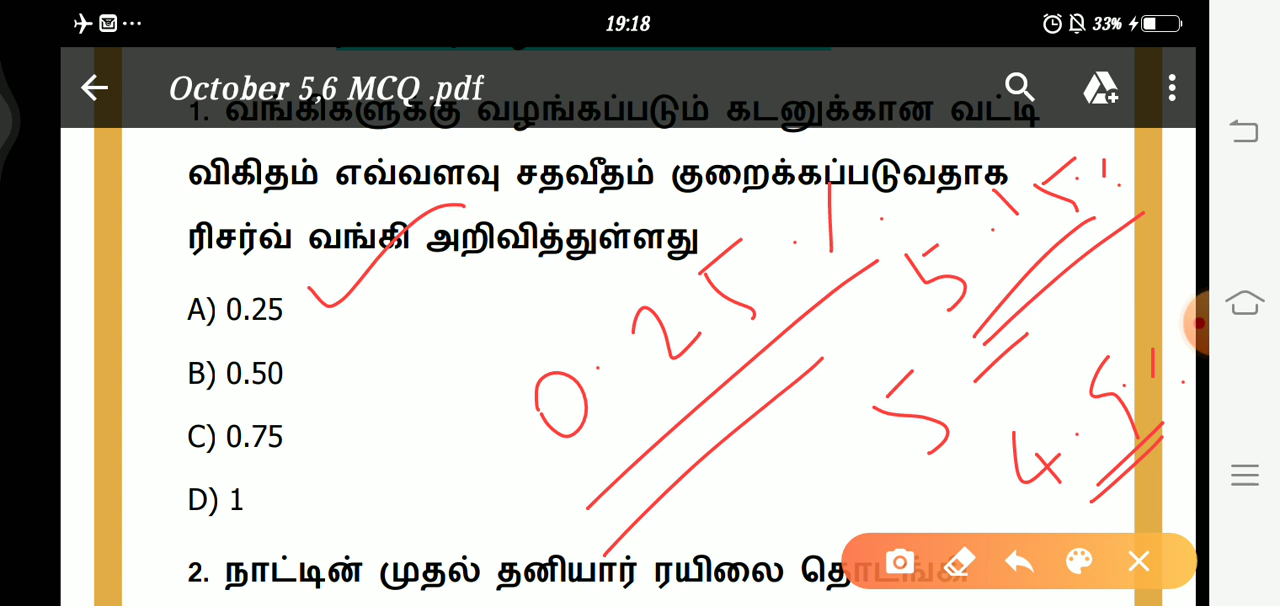 19:18
33%
October 5,6 MCQ .pdf
1. வங்கிகளுக்கு வழங்கப்படும் கடனுக்கான வட்டி
விகிதம் எவ்வளவு சதவீதம் குறைக்கப்படுவதாக
ரிசர்வ் வங்கி அறிவித்துள்ளது
A) 0.25
B) 0.50
C) 0.75
D) 1
0.25
5.15
5
4.9
2. நாட்டின் முதல் தனியார் ரயிலை தொடங்கி